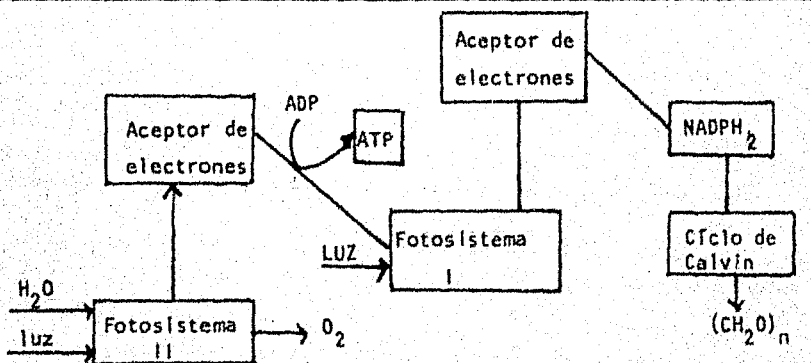 Aceptor de
electrones
Aceptor de
electrones
ADP
ATP
NADPH₂
LUZ
Fotosistema
I
Ciclo de
Calvin
H₂O
luz
Fotosistema
II
O₂
(CH₂O)n